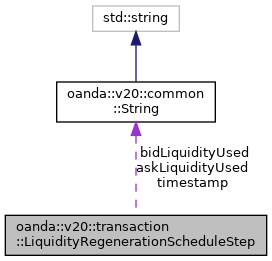 std::string
oanda::v20::common
::String
bidLiquidityUsed
askLiquidityUsed
timestamp
oanda::v20::transaction
::LiquidityRegenerationScheduleStep